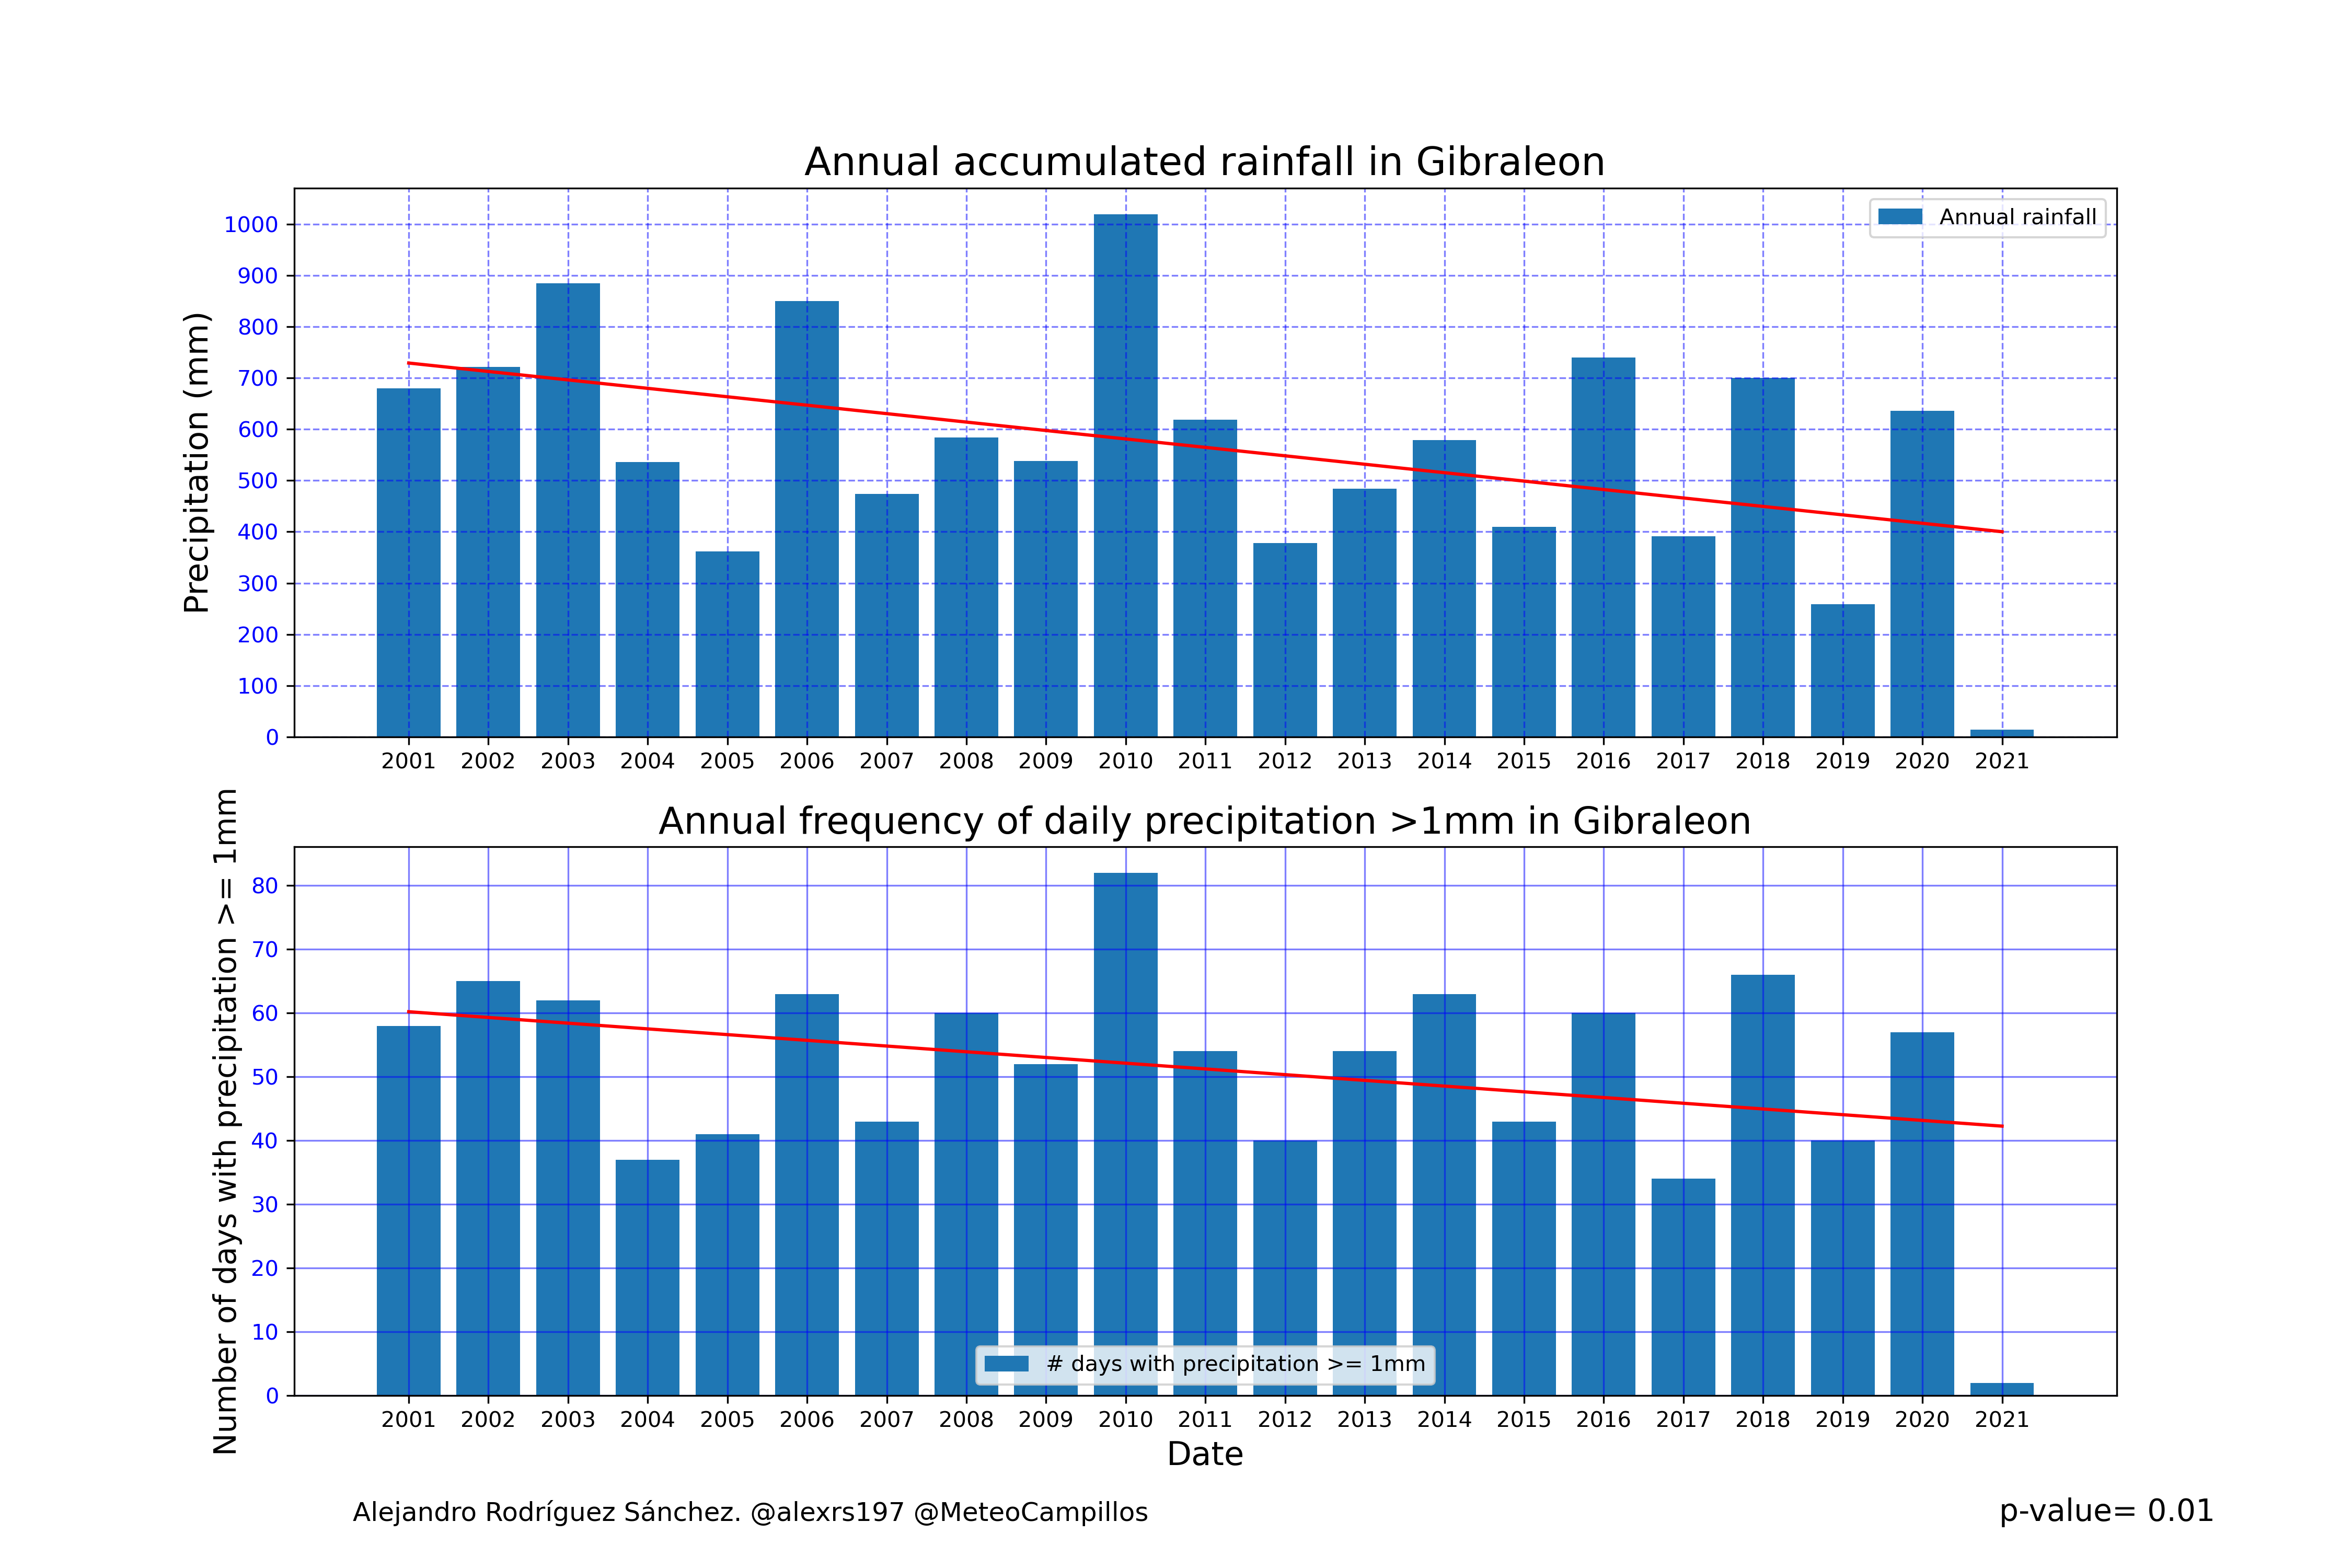 Annual accumulated rainfall in Gibraleon
Precipitation (mm)
1000
900
800
700
600
500
400
300
200
100
0
Annual rainfall
2001 2002 2003 2004 2005 2006 2007 2008 2009 2010 2011 2012 2013 2014 2015 2016 2017 2018 2019 2020 2021
Annual frequency of daily precipitation >1mm in Gibraleon
Number of days with precipitation >= 1mm
80
70
60
50
40
30
20
10
0
# days with precipitation >= 1mm
2001 2002 2003 2004 2005 2006 2007 2008 2009 2010 2011 2012 2013 2014 2015 2016 2017 2018 2019 2020 2021
Date
Alejandro Rodríguez Sánchez. @alexrs197 @MeteoCampillos
p-value= 0.01